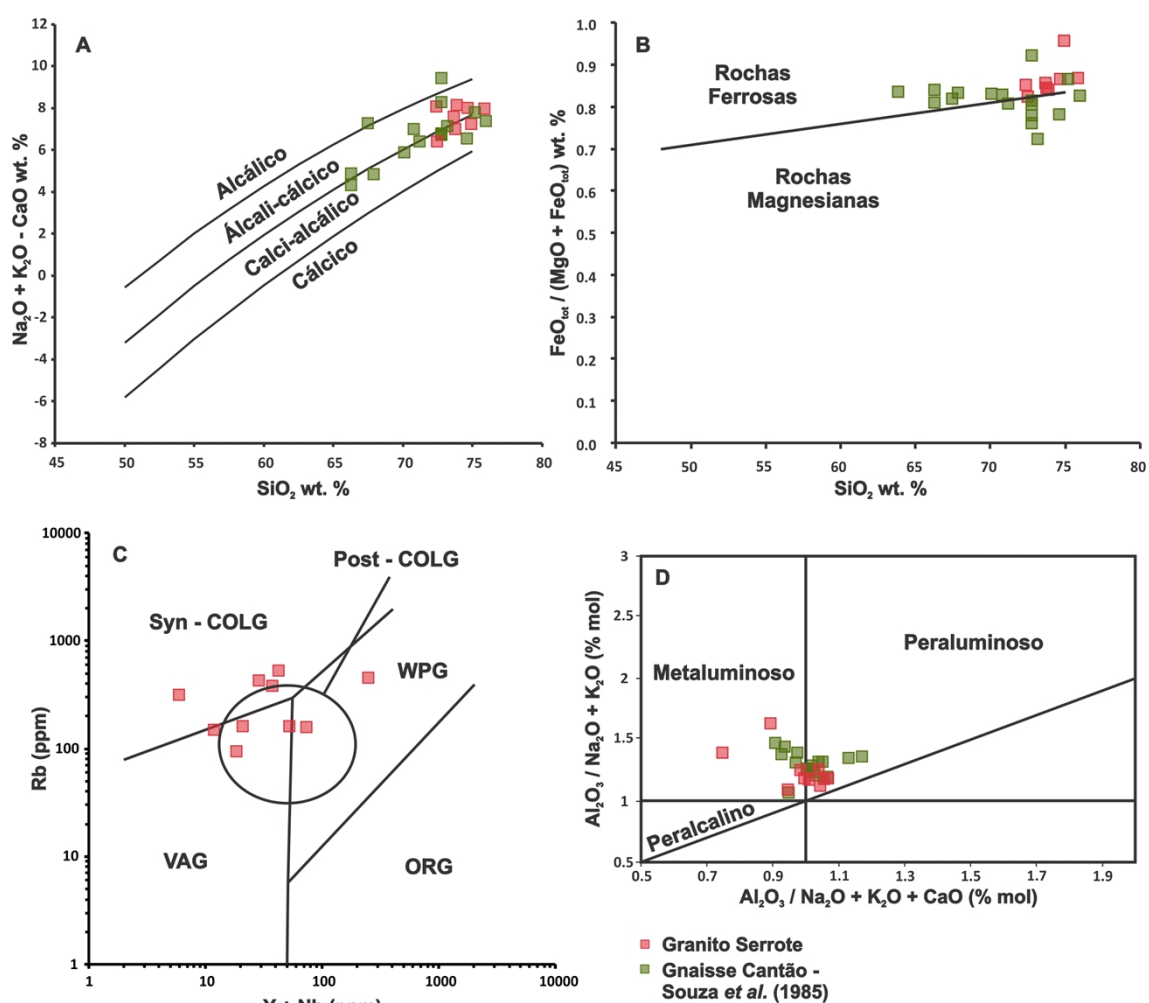 A
12
10
8
6
4
2
0
-2
-4
-6
-8
Na₂O + K₂O - CaO wt. %
Alcálico
Álcali-cálcico
Calci-alcálico
Cálcico
45 50 55 60 65 70 75 80
SiO₂ wt. %
B
1.0
0.9
0.8
0.7
0.6
0.5
0.4
0.3
0.2
0.1
0.0
FeOtot / (MgO + FeOtot) wt. %
Rochas
Ferrosas
Rochas
Magnesianas
45 50 55 60 65 70 75 80
SiO₂ wt. %
C
10000
1000
100
10
1
Rb (ppm)
Post - COLG
Syn - COLG
WPG
VAG
ORG
1 10 100 1000 10000
Y + Nb (ppm)
D
3
2.5
2
1.5
1
0.5
Al₂O₃ / Na₂O + K₂O (% mol)
Peraluminoso
Metaluminoso
Peralcalino
0.5 0.7 0.9 1.1 1.3 1.5 1.7 1.9
Al₂O₃ / Na₂O + K₂O + CaO (% mol)
Granito Serrote
Gnaisse Cantão -
Souza et al. (1985)